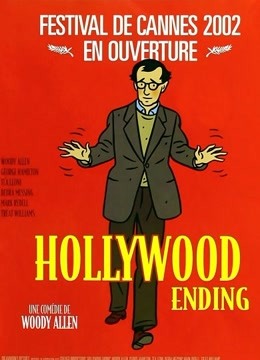 FESTIVAL DE CANNES 2002
EN OUVERTURE
WOODY ALLEN
GEORGE HAMILTON
TÉA LEONI
DEBRA MESSING
MARK RYDELL
TREAT WILLIAMS
HOLLYWOOD
ENDING
UNE COMÉDIE DE
WOODY ALLEN